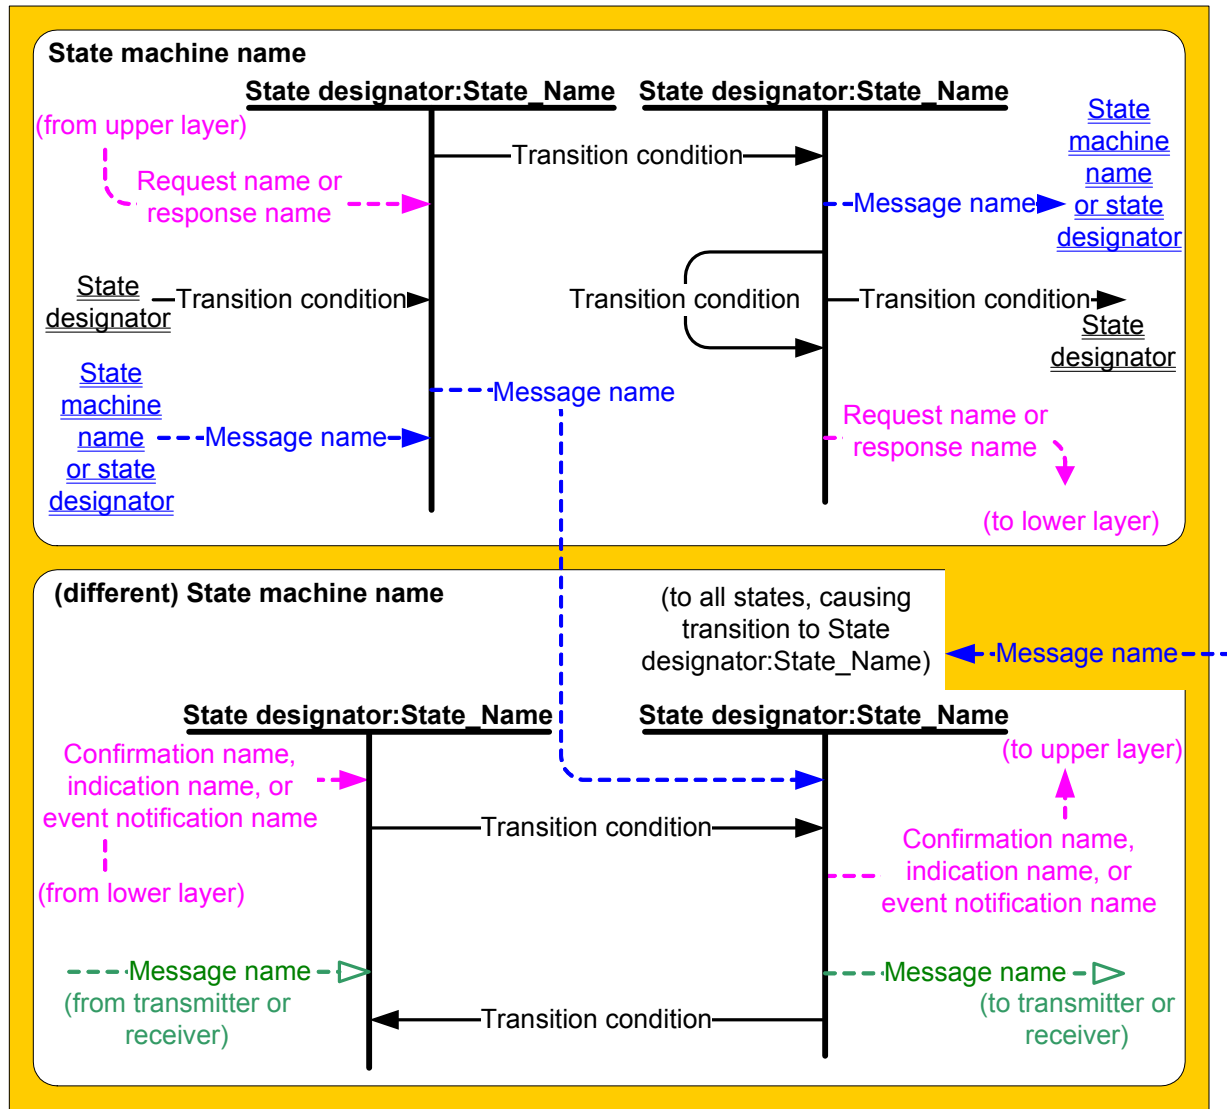 State machine name
State designator:State_Name
State designator:State_Name
(from upper layer)
Request name or
response name
Transition condition
State
machine
name
or state
designator
Message name
State
designator
Transition condition
Transition condition
Transition condition
State
designator
State
machine
name
or state
designator
Message name
Message name
Request name or
response name
(to lower layer)
(different) State machine name
(to all states, causing
transition to State
designator:State_Name)
Message name
State designator:State_Name
State designator:State_Name
Confirmation name,
indication name, or
event notification name
(from lower layer)
(to upper layer)
Transition condition
Confirmation name,
indication name, or
event notification name
Message name
(from transmitter or
receiver)
Message name
(to transmitter or
receiver)
Transition condition